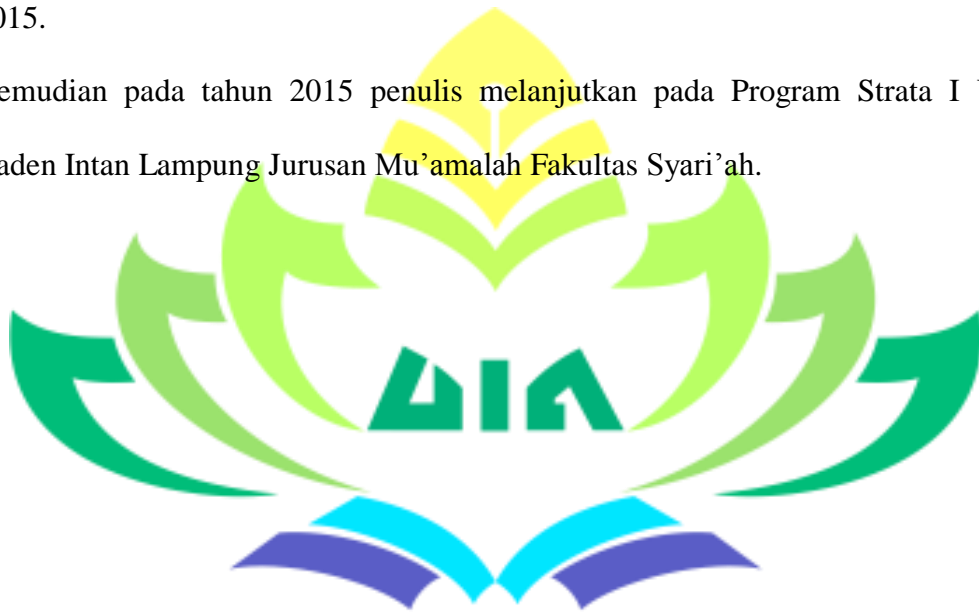 015.
emudian pada tahun 2015 penulis melanjutkan pada Program Strata I
aden Intan Lampung Jurusan Mu’amalah Fakultas Syari’ah.
UIN